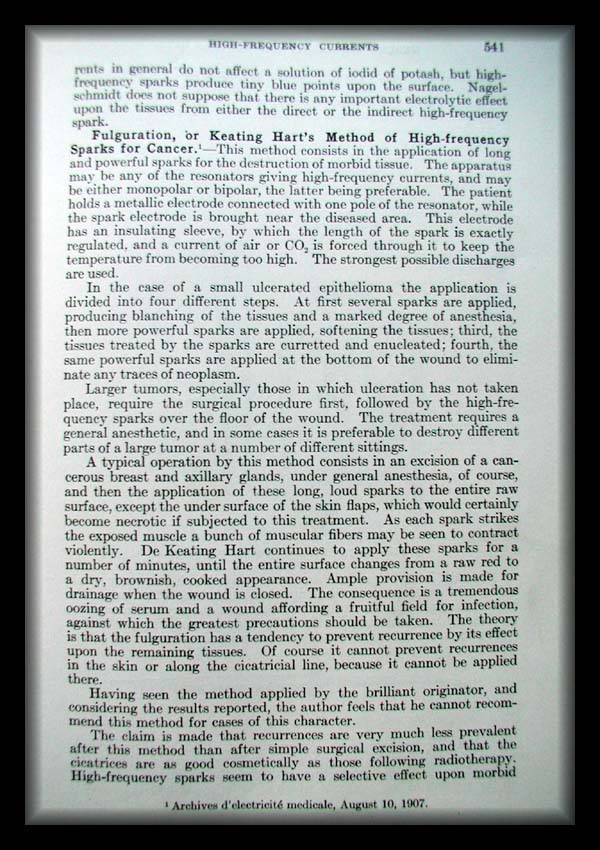 HIGH-FREQUENCY CURRENTS 541
rents in general do not affect a solution of iodid of potash, but high-
frequency sparks produce tiny blue points upon the surface. Nagel-
schmidt does not suppose that there is any important electrolytic effect
upon the tissues from either the direct or the indirect high-frequency
spark.
Fulguration, or Keating Hart's Method of High-frequency
Sparks for Cancer.¹—This method consists in the application of long
and powerful sparks for the destruction of morbid tissue. The apparatus
may be any of the resonators giving high-frequency currents, and may
be either monopolar or bipolar, the latter being preferable. The patient
holds a metallic electrode connected with one pole of the resonator, while
the spark electrode is brought near the diseased area. This electrode
has an insulating sleeve, by which the length of the spark is exactly
regulated, and a current of air or CO₂ is forced through it to keep the
temperature from becoming too high. The strongest possible discharges
are used.
In the case of a small ulcerated epithelioma the application is
divided into four different steps. At first several sparks are applied,
producing blanching of the tissues and a marked degree of anesthesia,
then more powerful sparks are applied, softening the tissues; third, the
tissues treated by the sparks are curretted and enucleated; fourth, the
same powerful sparks are applied at the bottom of the wound to elimi-
nate any traces of neoplasm.
Larger tumors, especially those in which ulceration has not taken
place, require the surgical procedure first, followed by the high-fre-
quency sparks over the floor of the wound. The treatment requires a
general anesthetic, and in some cases it is preferable to destroy different
parts of a large tumor at a number of different sittings.
A typical operation by this method consists in an excision of a can-
cerous breast and axillary glands, under general anesthesia, of course,
and then the application of these long, loud sparks to the entire raw
surface, except the under surface of the skin flaps, which would certainly
become necrotic if subjected to this treatment. As each spark strikes
the exposed muscle a bunch of muscular fibers may be seen to contract
violently. De Keating Hart continues to apply these sparks for a
number of minutes, until the entire surface changes from a raw red to
a dry, brownish, cooked appearance. Ample provision is made for
drainage when the wound is closed. The consequence is a tremendous
oozing of serum and a wound affording a fruitful field for infection,
against which the greatest precautions should be taken. The theory
is that the fulguration has a tendency to prevent recurrence by its effect
upon the remaining tissues. Of course it cannot prevent recurrences
in the skin or along the cicatricial line, because it cannot be applied
there.
Having seen the method applied by the brilliant originator, and
considering the results reported, the author feels that he cannot recom-
mend this method for cases of this character.
The claim is made that recurrences are very much less prevalent
after this method than after simple surgical excision, and that the
cicatrices are as good cosmetically as those following radiotherapy.
High-frequency sparks seem to have a selective effect upon morbid
¹ Archives d'electricité medicale, August 10, 1907.